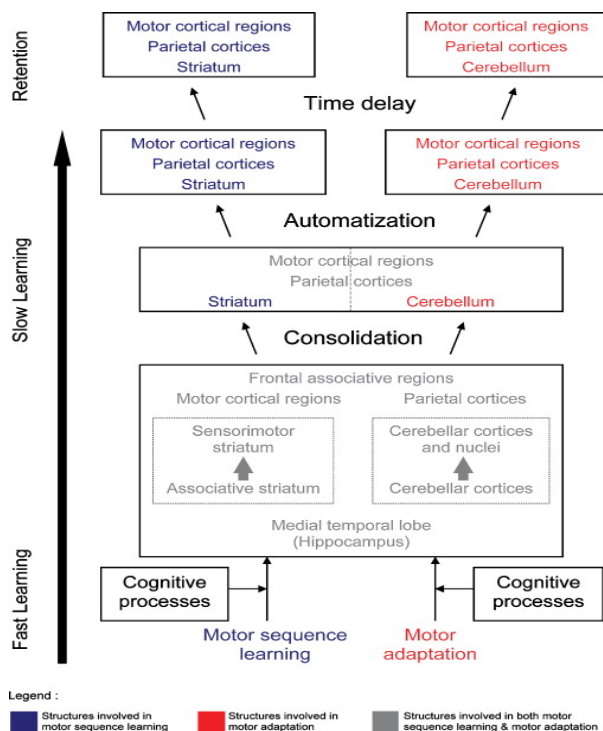 Motor cortical regions
Parietal cortices
Striatum
Motor cortical regions
Parietal cortices
Cerebellum
Retention
Time delay
Motor cortical regions
Parietal cortices
Striatum
Motor cortical regions
Parietal cortices
Cerebellum
Automatization
Slow Learning
Motor cortical regions
Parietal cortices
Striatum
Cerebellum
Consolidation
Frontal associative regions
Motor cortical regions
Parietal cortices
Sensorimotor
striatum
Associative striatum
Cerebellar cortices
and nuclei
Cerebellar cortices
Medial temporal lobe
(Hippocampus)
Fast Learning
Cognitive
processes
Cognitive
processes
Motor sequence
learning
Motor
adaptation
Legend :
Structures involved in
motor sequence learning
Structures involved in
motor adaptation
Structures involved in both motor
sequence learning & motor adaptation